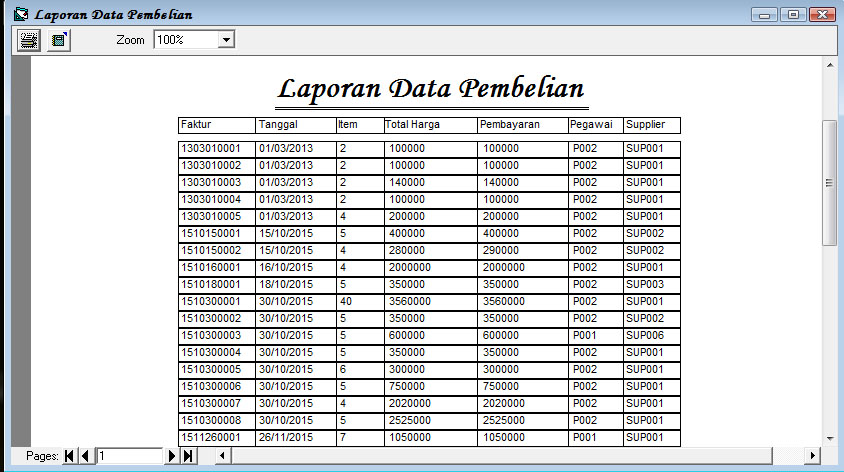 Laporan Data Pembelian
Zoom 100%
Laporan Data Pembelian
Faktur Tanggal Item Total Harga Pembayaran Pegawai Supplier
1303010001 01/03/2013 2 100000 100000 P002 SUP001
1303010002 01/03/2013 2 100000 100000 P002 SUP001
1303010003 01/03/2013 2 140000 140000 P002 SUP001
1303010004 01/03/2013 2 100000 100000 P002 SUP001
1303010005 01/03/2013 4 200000 200000 P002 SUP001
1510150001 15/10/2015 5 400000 400000 P002 SUP002
1510150002 15/10/2015 4 280000 290000 P002 SUP002
1510160001 16/10/2015 4 2000000 2000000 P002 SUP001
1510180001 18/10/2015 5 350000 350000 P002 SUP003
1510300001 30/10/2015 40 3560000 3560000 P002 SUP001
1510300002 30/10/2015 5 350000 350000 P002 SUP002
1510300003 30/10/2015 5 600000 600000 P001 SUP006
1510300004 30/10/2015 5 350000 350000 P002 SUP001
1510300005 30/10/2015 6 300000 300000 P002 SUP001
1510300006 30/10/2015 5 750000 750000 P002 SUP001
1510300007 30/10/2015 4 2020000 2020000 P002 SUP001
1510300008 30/10/2015 5 2525000 2525000 P002 SUP001
1511260001 26/11/2015 7 1050000 1050000 P001 SUP001
Pages: 1